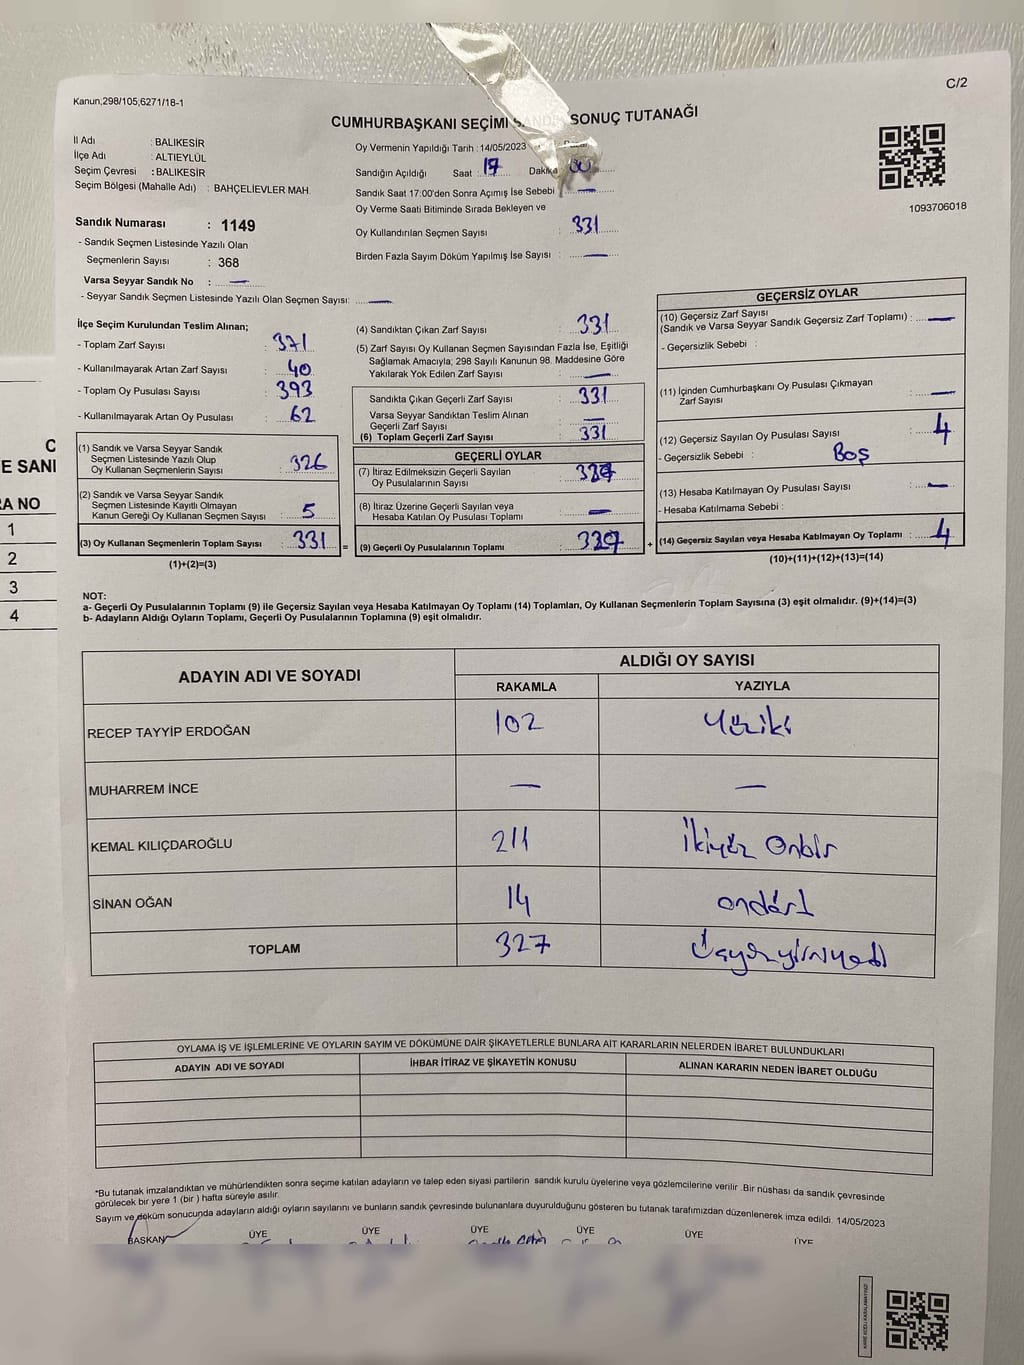 C/2
Kanun;298/105;6271/18-1
CUMHURBAŞKANI SEÇİMİ SONUÇ TUTANAĞI
İl Adı : BALIKESİR
İlçe Adı : ALTIEYLÜL
Seçim Çevresi : BALIKESİR
Seçim Bölgesi (Mahalle Adı) : BAHÇELİEVLER MAH.
Oy Vermenin Yapıldığı Tarih : 14/05/2023
Sandığın Açıldığı Saat : 17 Dakika 00
Sandık Saat 17:00'den Sonra Açımış İse Sebebi : —
Oy Verme Saati Bitiminde Sırada Bekleyen ve
Oy Kullandırılan Seçmen Sayısı : 331
Birden Fazla Sayım Döküm Yapılmış İse Sayısı : —
1093706018
Sandık Numarası : 1149
- Sandık Seçmen Listesinde Yazılı Olan
Seçmenlerin Sayısı : 368
Varsa Seyyar Sandık No : —
- Seyyar Sandık Seçmen Listesinde Yazılı Olan Seçmen Sayısı: —
İlçe Seçim Kurulundan Teslim Alınan;
- Toplam Zarf Sayısı : 371
- Kullanılmayarak Artan Zarf Sayısı : 40
- Toplam Oy Pusulası Sayısı : 393
- Kullanılmayarak Artan Oy Pusulası : 62
(1) Sandık ve Varsa Seyyar Sandık
Seçmen Listesinde Yazılı Olup
Oy Kullanan Seçmenlerin Sayısı : 326
(2) Sandık ve Varsa Seyyar Sandık
Seçmen Listesinde Kayıtlı Olmayan
Kanun Gereği Oy Kullanan Seçmen Sayısı : 5
(3) Oy Kullanan Seçmenlerin Toplam Sayısı : 331 =
(1)+(2)=(3)
(4) Sandıktan Çıkan Zarf Sayısı : 331
(5) Zarf Sayısı Oy Kullanan Seçmen Sayısından Fazla İse, Eşitliği
Sağlamak Amacıyla; 298 Sayılı Kanunun 98. Maddesine Göre
Yakılarak Yok Edilen Zarf Sayısı : —
Sandıkta Çıkan Geçerli Zarf Sayısı : 331
Varsa Seyyar Sandıktan Teslim Alınan
Geçerli Zarf Sayısı : —
(6) Toplam Geçerli Zarf Sayısı : 331
GEÇERLİ OYLAR
(7) İtiraz Edilmeksizin Geçerli Sayılan
Oy Pusulalarının Sayısı : 327
(8) İtiraz Üzerine Geçerli Sayılan veya
Hesaba Katılan Oy Pusulası Toplamı : —
(9) Geçerli Oy Pusulalarının Toplamı : 327 +
GEÇERSİZ OYLAR
(10) Geçersiz Zarf Sayısı
(Sandık ve Varsa Seyyar Sandık Geçersiz Zarf Toplamı) : —
- Geçersizlik Sebebi :
(11) İçinden Cumhurbaşkanı Oy Pusulası Çıkmayan
Zarf Sayısı : —
(12) Geçersiz Sayılan Oy Pusulası Sayısı : 4
- Geçersizlik Sebebi : Boş
(13) Hesaba Katılmayan Oy Pusulası Sayısı : —
- Hesaba Katılmama Sebebi :
(14) Geçersiz Sayılan veya Hesaba Katılmayan Oy Toplamı : 4
(10)+(11)+(12)+(13)=(14)
NOT:
a- Geçerli Oy Pusulalarının Toplamı (9) ile Geçersiz Sayılan veya Hesaba Katılmayan Oy Toplamı (14) Toplamları, Oy Kullanan Seçmenlerin Toplam Sayısına (3) eşit olmalıdır. (9)+(14)=(3)
b- Adayların Aldığı Oyların Toplamı, Geçerli Oy Pusulalarının Toplamına (9) eşit olmalıdır.
ADAYIN ADI VE SOYADI ALDIĞI OY SAYISI
RAKAMLA YAZIYLA
RECEP TAYYİP ERDOĞAN 102 Yüziki
MUHARREM İNCE — —
KEMAL KILIÇDAROĞLU 211 İkiyüz Onbir
SİNAN OĞAN 14 ondört
TOPLAM 327 Üçyüzyirmiyedi
OYLAMA İŞ VE İŞLEMLERİNE VE OYLARIN SAYIM VE DÖKÜMÜNE DAİR ŞİKAYETLERLE BUNLARA AİT KARARLARIN NELERDEN İBARET BULUNDUKLARI
ADAYIN ADI VE SOYADI İHBAR İTİRAZ VE ŞİKAYETİN KONUSU ALINAN KARARIN NEDEN İBARET OLDUĞU
*Bu tutanak imzalandıktan ve mühürlendikten sonra seçime katılan adayların ve talep eden siyasi partilerin sandık kurulu üyelerine veya gözlemcilerine verilir. Bir nüshası da sandık çevresinde
görülecek bir yere 1 (bir ) hafta süreyle asılır.
Sayım ve döküm sonucunda adayların aldığı oyların sayılarını ve bunların sandık çevresinde bulunanlara duyurulduğunu gösteren bu tutanak tarafımızdan düzenlenerek imza edildi. 14/05/2023
BAŞKAN ÜYE ÜYE ÜYE ÜYE ÜYE ÜYE
C
E SANI
RA NO
1
2
3
4